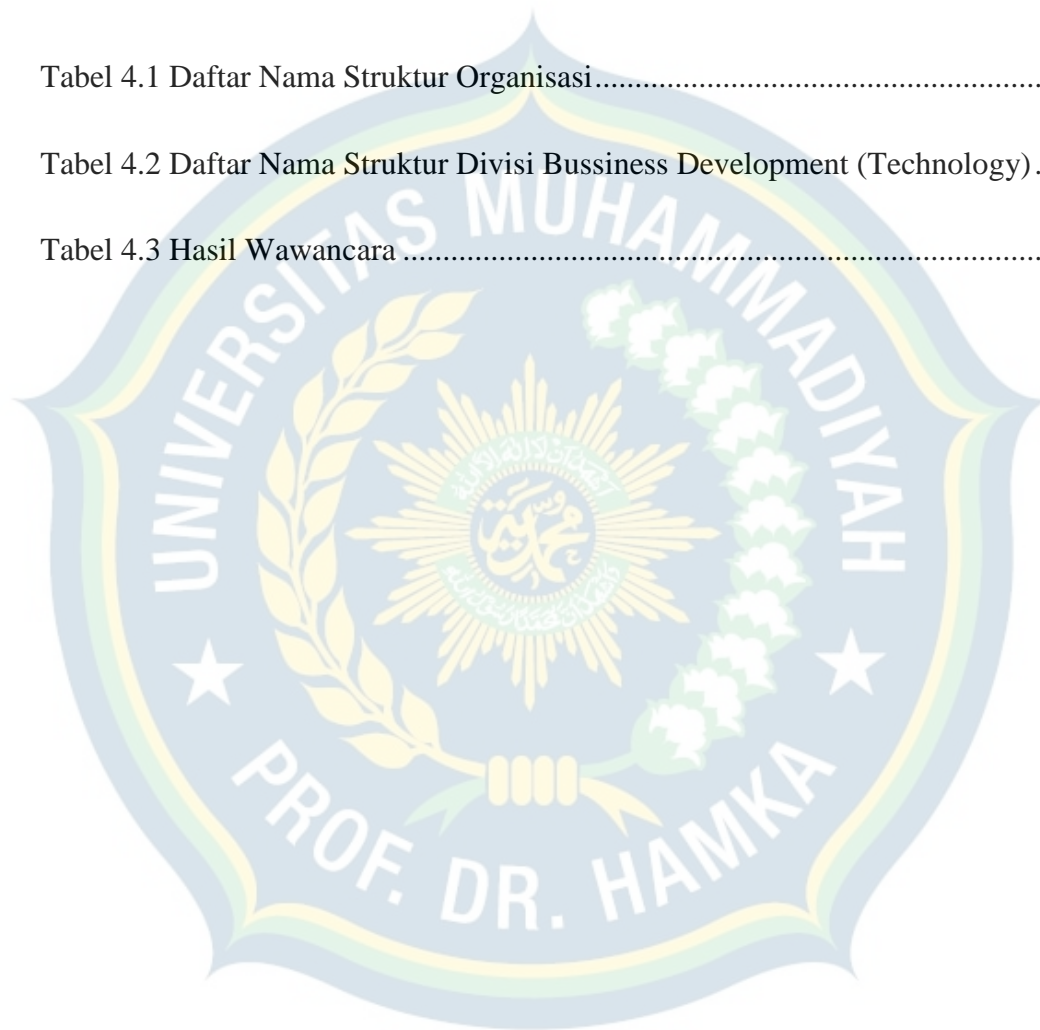 Tabel 4.1 Daftar Nama Struktur Organisasi.......................................................
Tabel 4.2 Daftar Nama Struktur Divisi Bussiness Development (Technology).
Tabel 4.3 Hasil Wawancara...............................................................................
UNIVERSITAS MUHAMMADIYAH
محمدية
PROF. DR. HAMKA